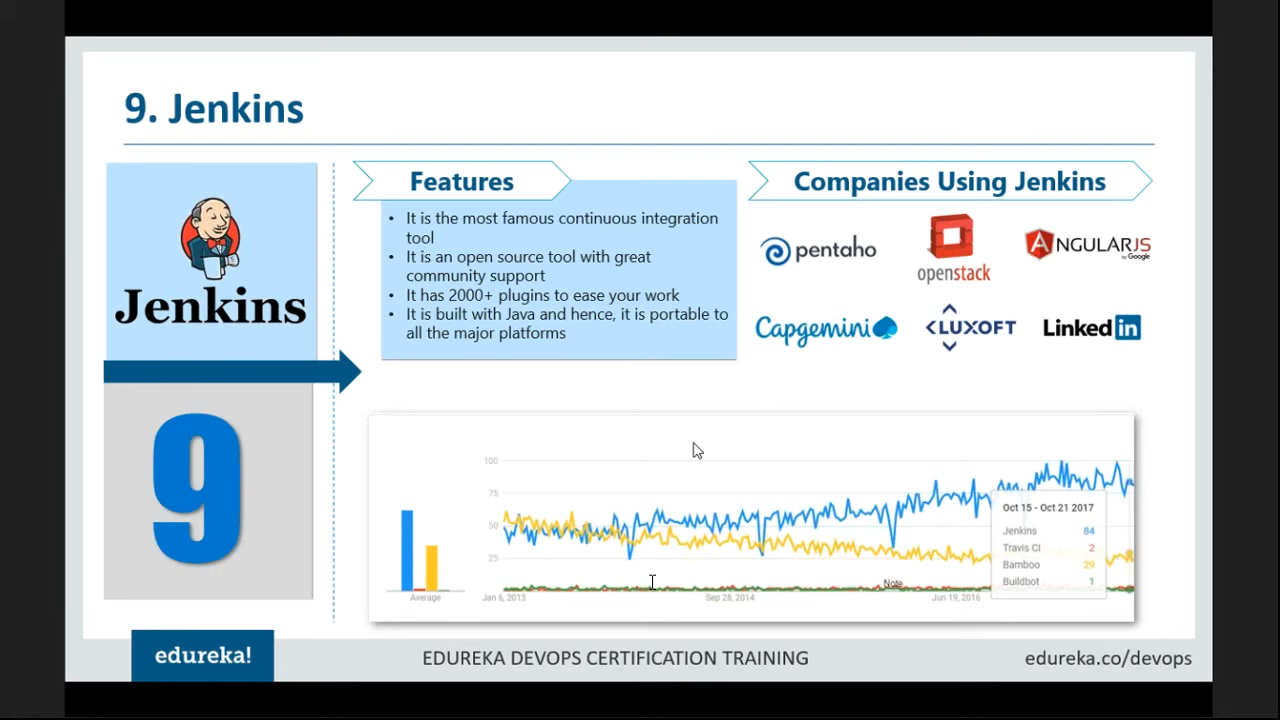 9. Jenkins
Jenkins
9
Features
• It is the most famous continuous integration
tool
• It is an open source tool with great
community support
• It has 2000+ plugins to ease your work
• It is built with Java and hence, it is portable to
all the major platforms
Companies Using Jenkins
pentaho
openstack
ANGULARJS
by Google
Capgemini
LUXOFT
Linked in
100
75
50
25
Average
Jan 6, 2013
Sep 28, 2014
Jun 19, 2016
Note
Oct 15 - Oct 21 2017
Jenkins 84
Travis CI 2
Bamboo 29
Buildbot 1
edureka!
EDUREKA DEVOPS CERTIFICATION TRAINING
edureka.co/devops